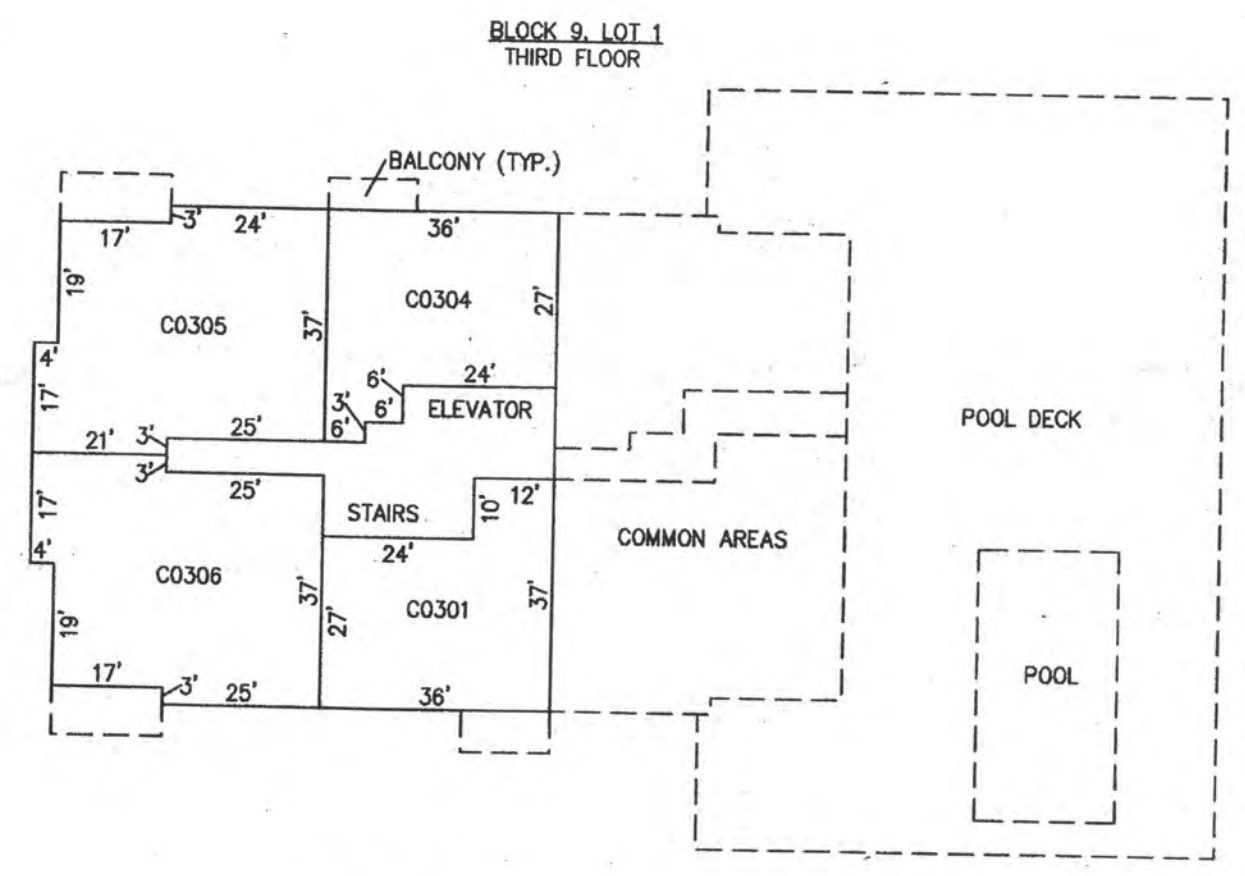 BLOCK 9, LOT 1
THIRD FLOOR
BALCONY (TYP.)
17'
3'
24'
36'
19'
C0305
37'
C0304
27'
4'
17'
6'
24'
3'
6'
6'
ELEVATOR
POOL DECK
21'
3'
25'
3'
25'
17'
STAIRS
10'
12'
24'
COMMON AREAS
4'
C0306
37'
27'
C0301
37'
19'
POOL
17'
3'
25'
36'